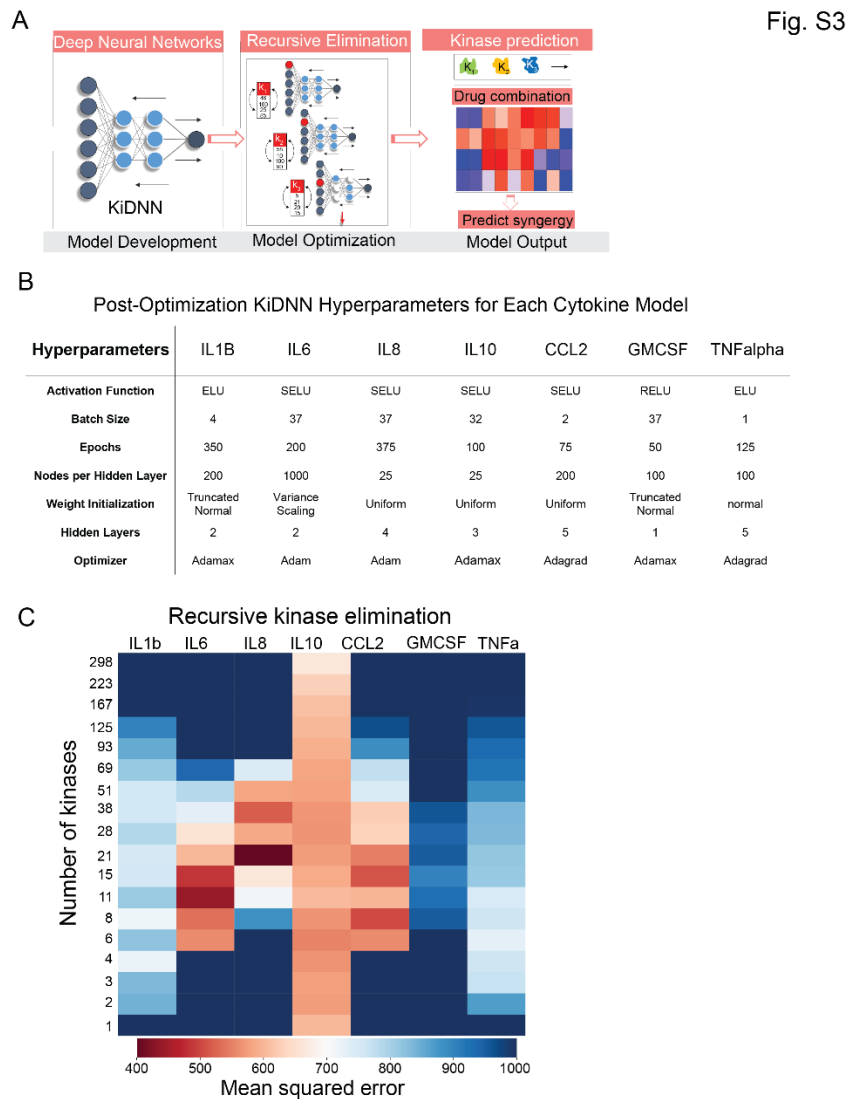 Fig. S3
A
Deep Neural Networks
Recursive Elimination
Kinase prediction
K1
Drug combination
KiDNN
Predict syngergy
Model Development
Model Optimization
Model Output
B
Post-Optimization KiDNN Hyperparameters for Each Cytokine Model
Hyperparameters IL1B IL6 IL8 IL10 CCL2 GMCSF TNFalpha
Activation Function ELU SELU SELU SELU SELU RELU ELU
Batch Size 4 37 37 32 2 37 1
Epochs 350 200 375 100 75 50 125
Nodes per Hidden Layer 200 1000 25 25 200 100 100
Weight Initialization Truncated Normal Variance Scaling Uniform Uniform Uniform Truncated Normal normal
Hidden Layers 2 2 4 3 5 1 5
Optimizer Adamax Adam Adam Adamax Adagrad Adamax Adagrad
C
Recursive kinase elimination
IL1b IL6 IL8 IL10 CCL2 GMCSF TNFa
Number of kinases
298
223
167
125
93
69
51
38
28
21
15
11
8
6
4
3
2
1
400 500 600 700 800 900 1000
Mean squared error